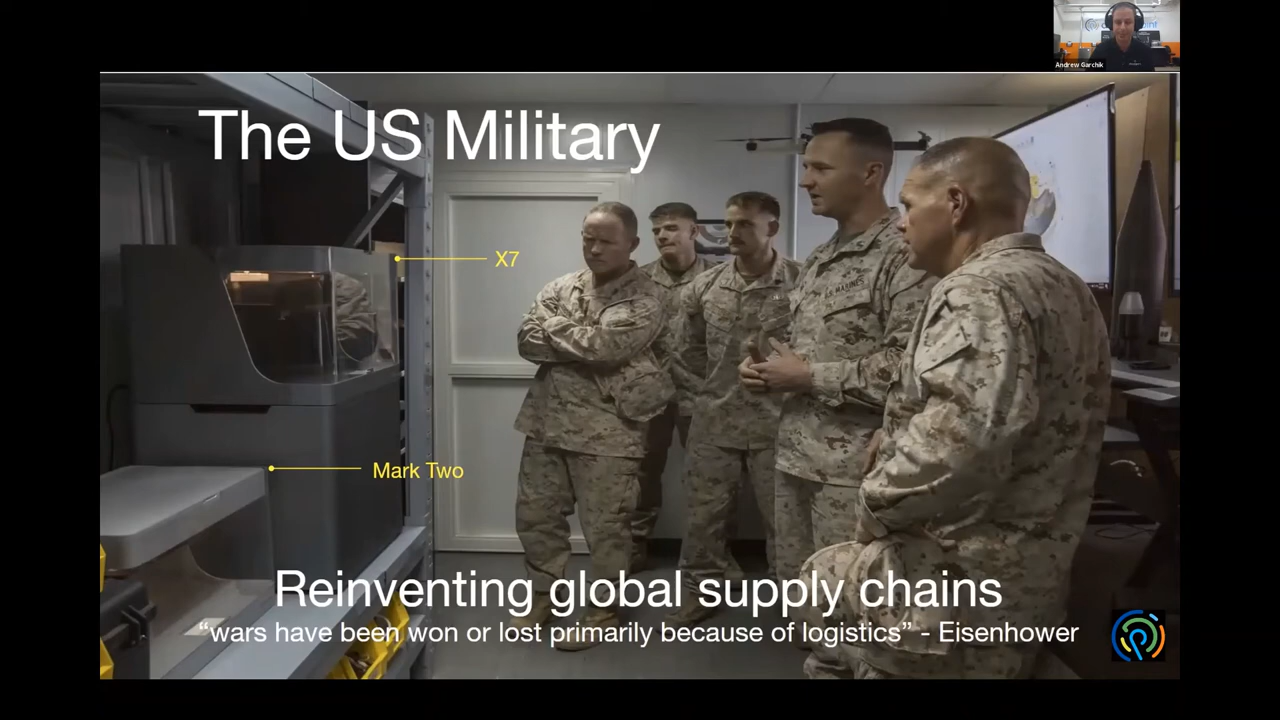 Andrew Garchik
The US Military
X7
U.S. MARINES
Mark Two
Reinventing global supply chains
“wars have been won or lost primarily because of logistics” - Eisenhower